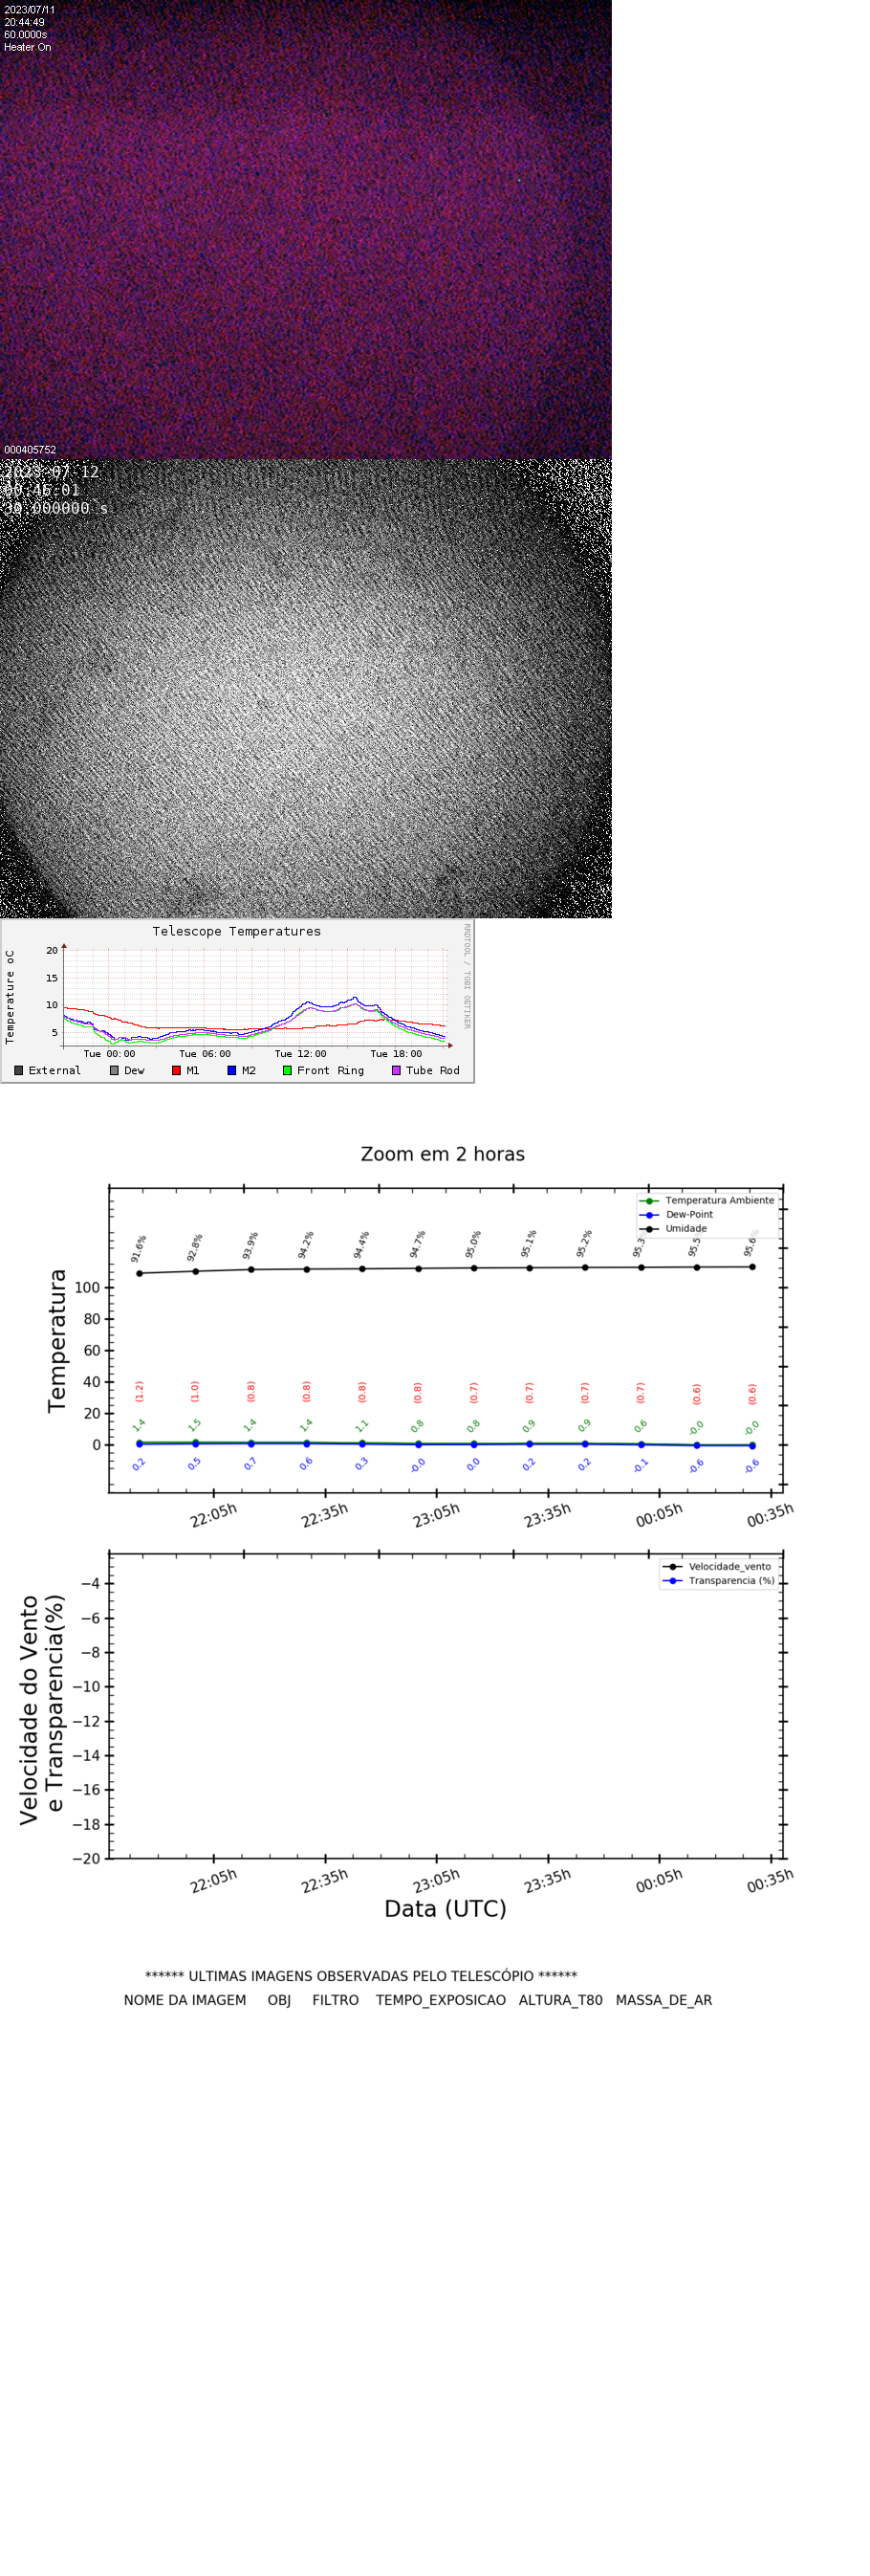 2023/07/11
20:44:49
60.0000s
Heater On
000405752
2023-07-12
00:46:01
30.000000 s
Telescope Temperatures
RRDTOOL / TOBI OETIKER
Temperature oC
20
15
10
5
Tue 00:00 Tue 06:00 Tue 12:00 Tue 18:00
External Dew M1 M2 Front Ring Tube Rod
Zoom em 2 horas
Temperatura Ambiente
Dew-Point
Umidade
91.6% 92.8% 93.9% 94.2% 94.4% 94.7% 95.0% 95.1% 95.2% 95.3 95.5 95.6%
Temperatura
100
80
60
40
20
0
(1.2) (1.0) (0.8) (0.8) (0.8) (0.8) (0.7) (0.7) (0.7) (0.7) (0.6) (0.6)
1.4 1.5 1.4 1.4 1.1 0.8 0.8 0.9 0.9 0.6 -0.0 -0.0
0.2 0.5 0.7 0.6 0.3 -0.0 0.0 0.2 0.2 -0.1 -0.6 -0.6
22:05h 22:35h 23:05h 23:35h 00:05h 00:35h
Velocidade_vento
Transparencia (%)
Velocidade do Vento
e Transparencia(%)
−4
−6
−8
−10
−12
−14
−16
−18
−20
22:05h 22:35h 23:05h 23:35h 00:05h 00:35h
Data (UTC)
****** ULTIMAS IMAGENS OBSERVADAS PELO TELESCÓPIO ******
NOME DA IMAGEM OBJ FILTRO TEMPO_EXPOSICAO ALTURA_T80 MASSA_DE_AR